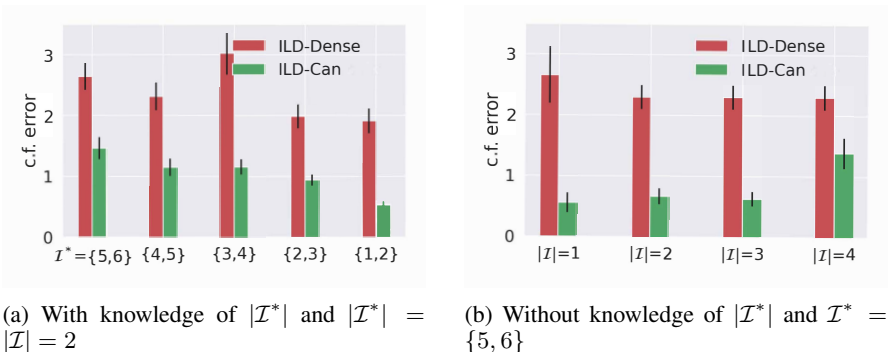 3
2
1
0
c.f. error
ILD-Dense
ILD-Can
𝓘*={5,6} {4,5} {3,4} {2,3} {1,2}
(a) With knowledge of |𝓘*| and |𝓘*| =
|𝓘| = 2
3
2
1
0
c.f. error
ILD-Dense
ILD-Can
|𝓘|=1 |𝓘|=2 |𝓘|=3 |𝓘|=4
(b) Without knowledge of |𝓘*| and 𝓘* =
{5, 6}